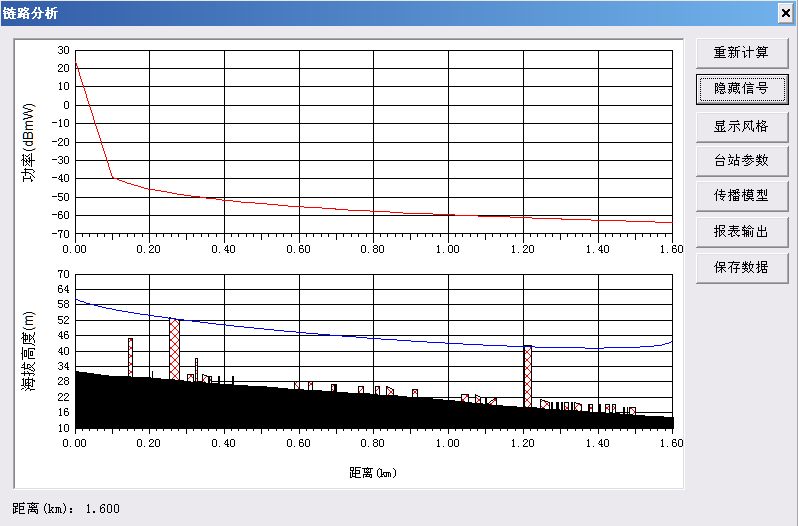 链路分析
重新计算
隐藏信号
显示风格
台站参数
传播模型
报表输出
保存数据
功率(dBmW)
30
20
10
0
-10
-20
-30
-40
-50
-60
-70
0.00 0.20 0.40 0.60 0.80 1.00 1.20 1.40 1.60
海拔高度(m)
70
64
58
52
46
40
34
28
22
16
10
0.00 0.20 0.40 0.60 0.80 1.00 1.20 1.40 1.60
距离(km)
距离(km): 1.600